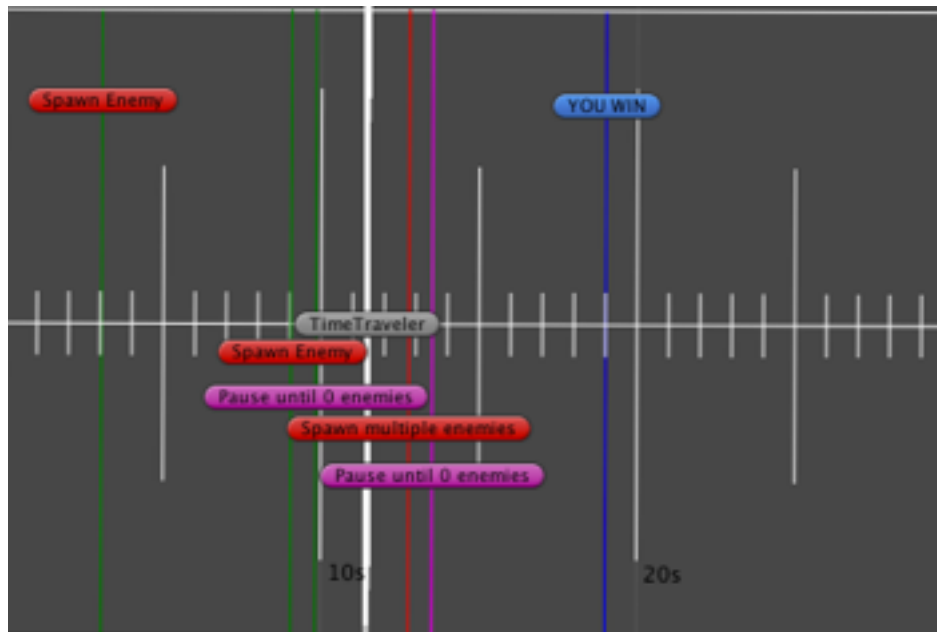 Spawn Enemy
YOU WIN
TimeTraveler
Spawn Enemy
Pause until 0 enemies
Spawn multiple enemies
Pause until 0 enemies
10s
20s